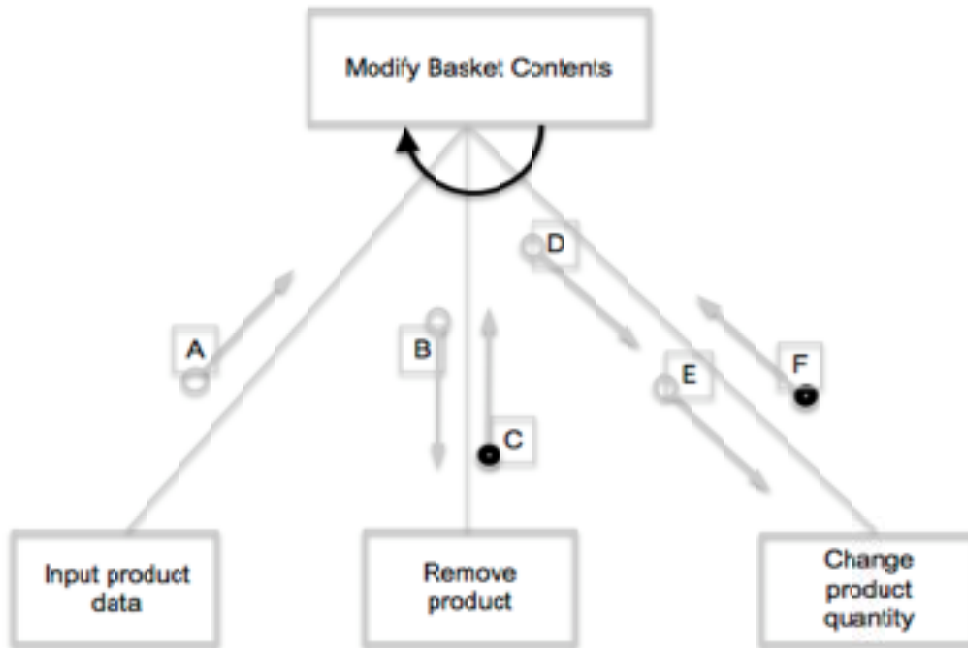 Modify Basket Contents
D
A
B
E
F
C
Input product
data
Remove
product
Change
product
quantity